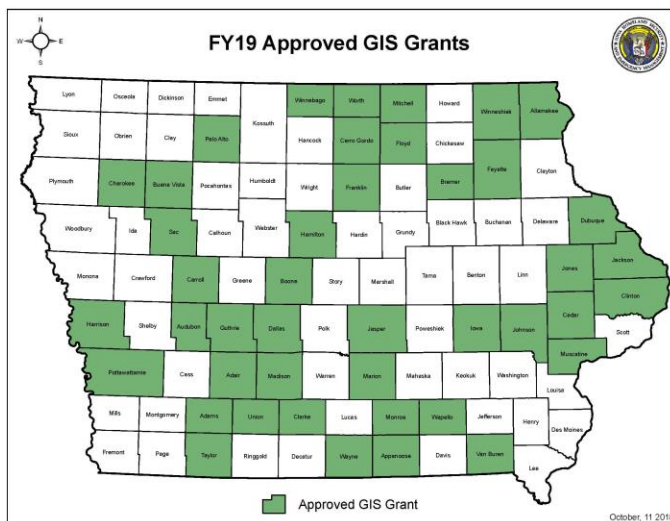 N
W E
S
FY19 Approved GIS Grants
Lyon Osceola Dickinson Emmet Winnebago Worth Mitchell Howard Winneshiek Allamakee
Kossuth
Sioux Obrien Clay Palo Alto Hancock Cerro Gordo Floyd Chickasaw
Fayette Clayton
Plymouth Cherokee Buena Vista Pocahontas Humboldt Wright Franklin Butler Bremer
Woodbury Ida Sac Calhoun Webster Hamilton Hardin Grundy Black Hawk Buchanan Delaware Dubuque
Monona Crawford Carroll Greene Boone Story Marshall Tama Benton Linn Jones Jackson
Clinton
Harrison Shelby Audubon Guthrie Dallas Polk Jasper Poweshiek Iowa Johnson Cedar
Scott
Muscatine
Pottawattamie Cass Adair Madison Warren Marion Mahaska Keokuk Washington
Louisa
Mills Montgomery Adams Union Clarke Lucas Monroe Wapello Jefferson Henry
Des Moines
Fremont Page Taylor Ringgold Decatur Wayne Appanoose Davis Van Buren
Lee
Approved GIS Grant
October, 11 201